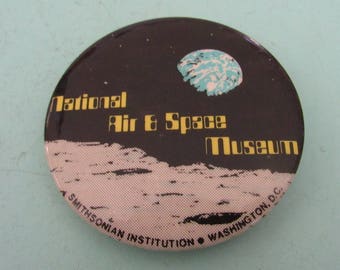 National
Air & Space
Museum
SMITHSONIAN INSTITUTION • WASHINGTON, D.C.